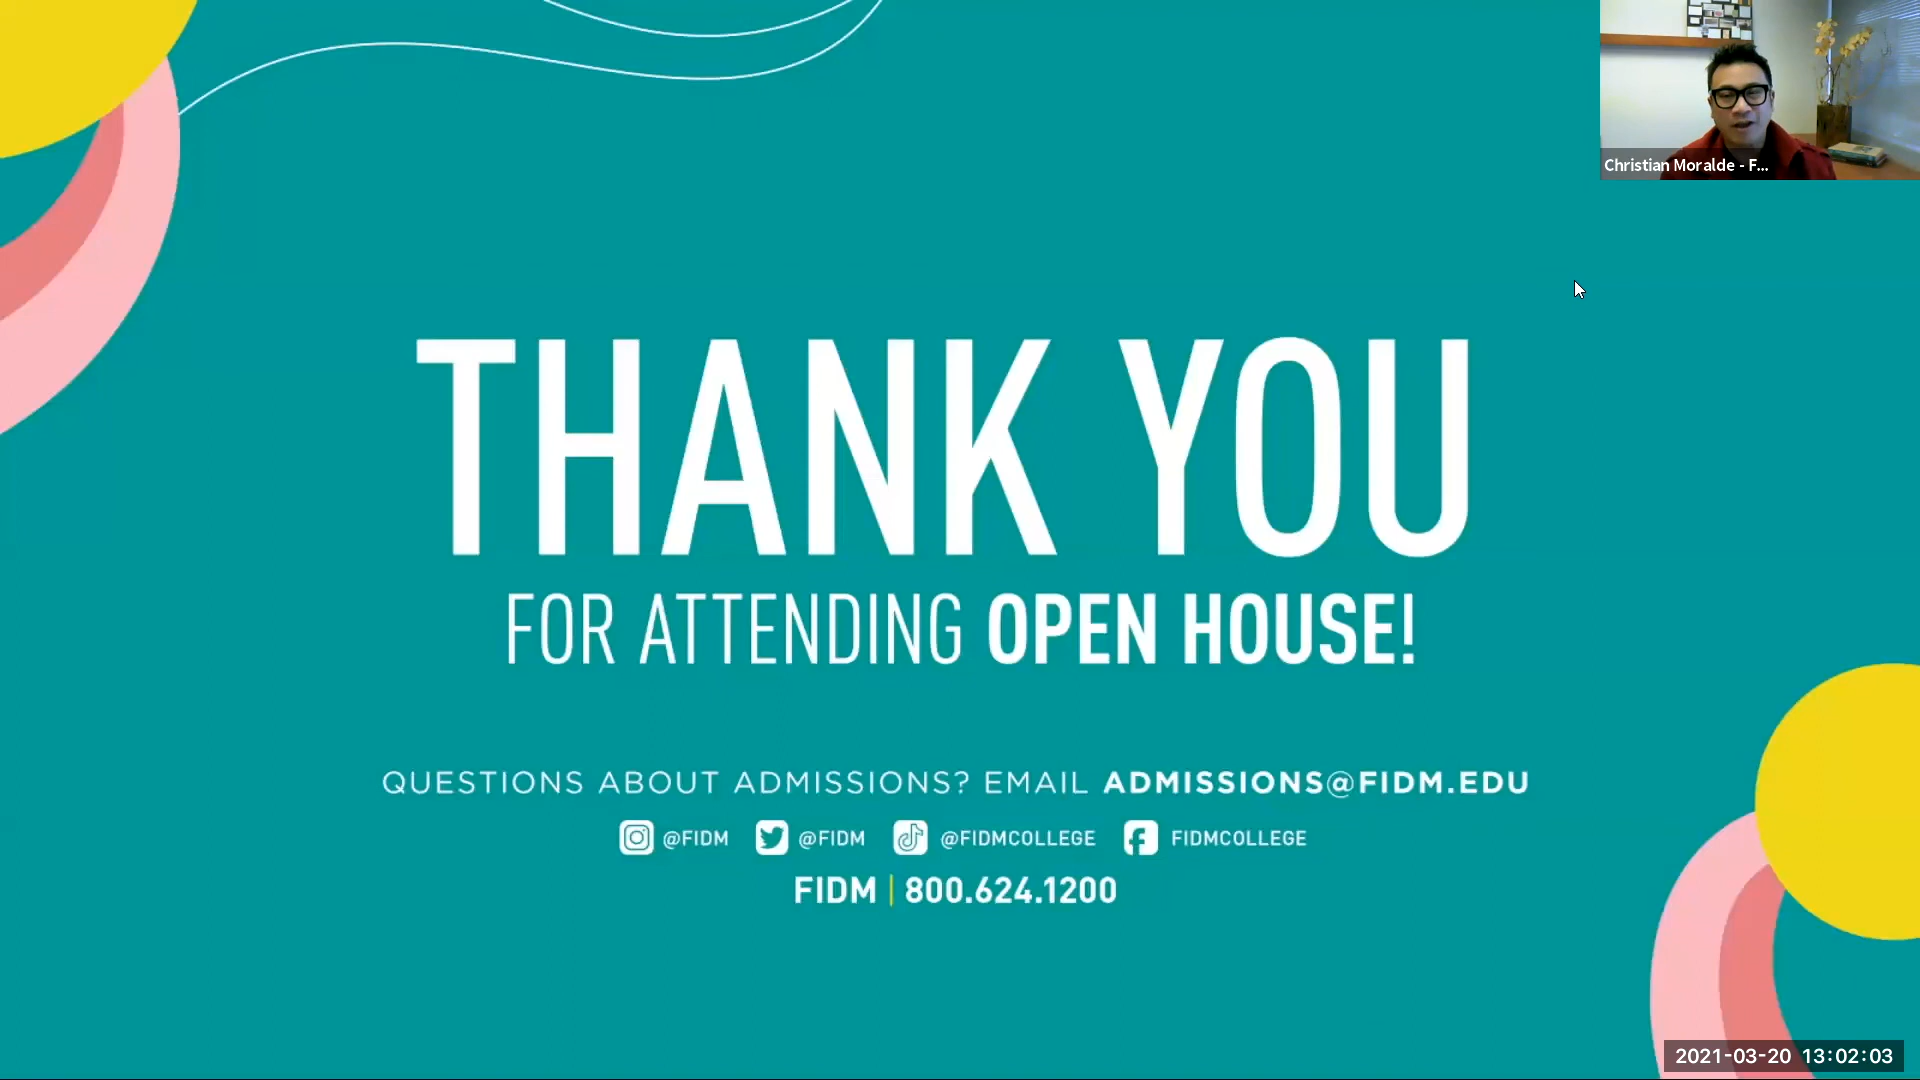 Christian Moralde - F...
THANK YOU
FOR ATTENDING OPEN HOUSE!
QUESTIONS ABOUT ADMISSIONS? EMAIL ADMISSIONS@FIDM.EDU
@FIDM @FIDM @FIDMCOLLEGE FIDMCOLLEGE
FIDM | 800.624.1200
2021-03-20 13:02:03